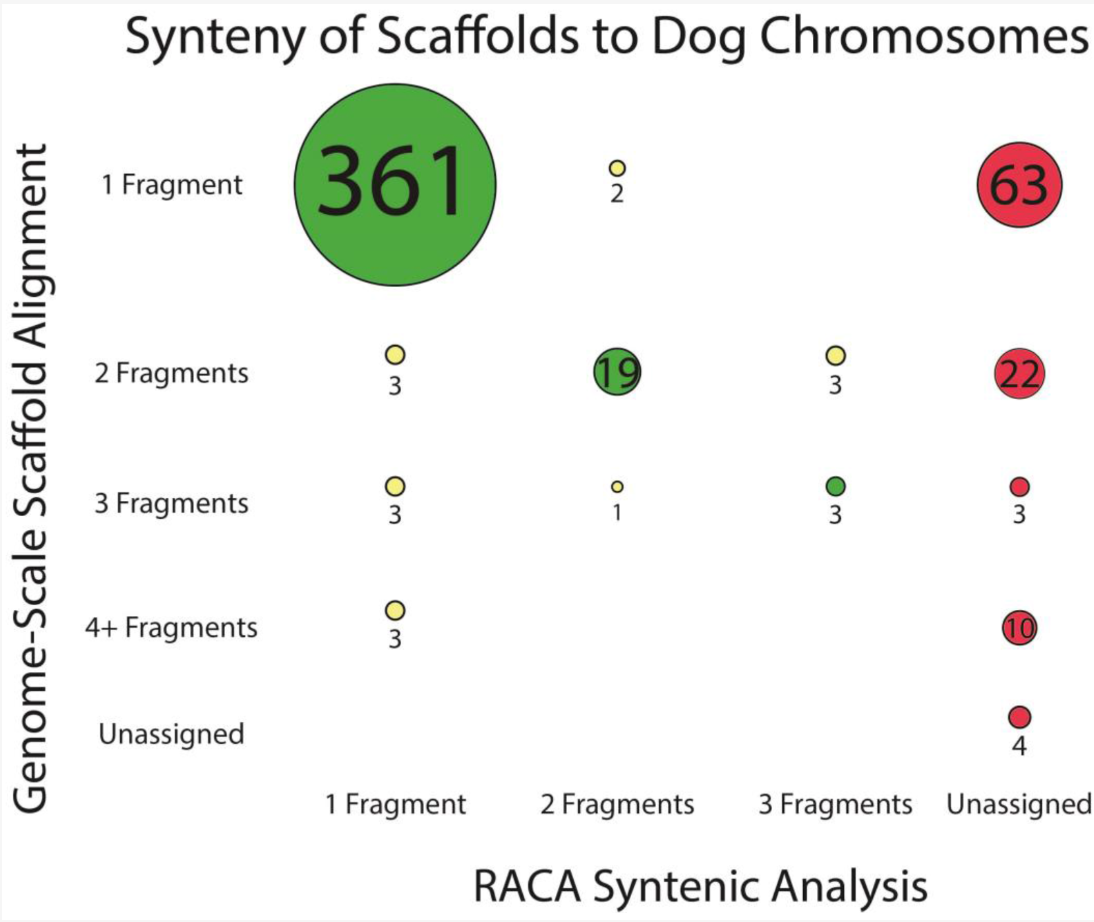 Synteny of Scaffolds to Dog Chromosomes
Genome-Scale Scaffold Alignment
1 Fragment
361
2
63
2 Fragments
3
19
3
22
3 Fragments
3
1
3
3
4+ Fragments
3
10
Unassigned
4
1 Fragment
2 Fragments
3 Fragments
Unassigned
RACA Syntenic Analysis